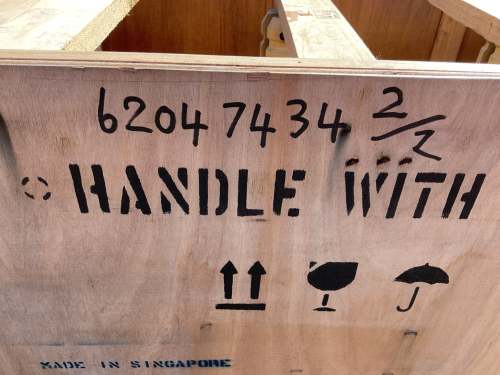 62047434 2/2
HANDLE WITH
MADE IN SINGAPORE